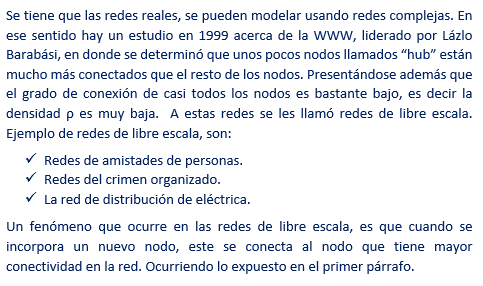 Se tiene que las redes reales, se pueden modelar usando redes complejas. En
ese sentido hay un estudio en 1999 acerca de la WWW, liderado por Lázlo
Barabási, en donde se determinó que unos pocos nodos llamados “hub” están
mucho más conectados que el resto de los nodos. Presentándose además que
el grado de conexión de casi todos los nodos es bastante bajo, es decir la
densidad ρ es muy baja. A estas redes se les llamó redes de libre escala.
Ejemplo de redes de libre escala, son:
✓ Redes de amistades de personas.
✓ Redes del crimen organizado.
✓ La red de distribución de eléctrica.
Un fenómeno que ocurre en las redes de libre escala, es que cuando se
incorpora un nuevo nodo, este se conecta al nodo que tiene mayor
conectividad en la red. Ocurriendo lo expuesto en el primer párrafo.